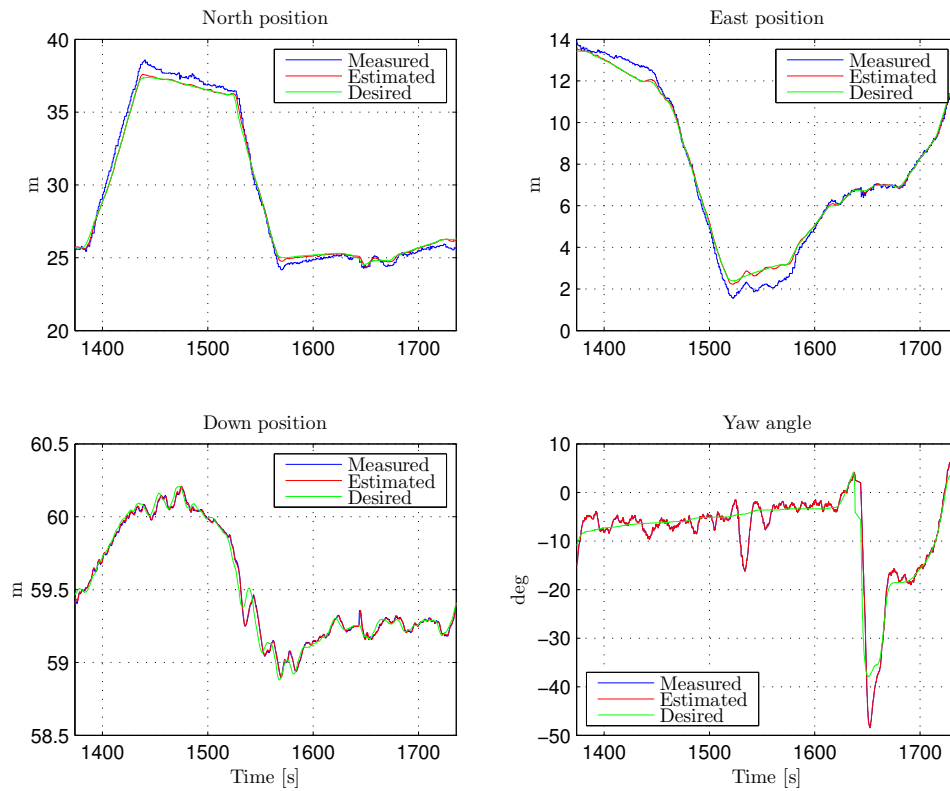 North position
40
35
30
25
20
m
1400 1500 1600 1700
Measured
Estimated
Desired
East position
14
12
10
8
6
4
2
0
m
1400 1500 1600 1700
Measured
Estimated
Desired
Down position
60.5
60
59.5
59
58.5
m
1400 1500 1600 1700
Time [s]
Measured
Estimated
Desired
Yaw angle
10
0
−10
−20
−30
−40
−50
deg
1400 1500 1600 1700
Time [s]
Measured
Estimated
Desired